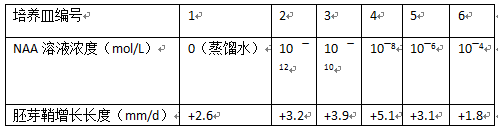 培养皿编号 1 2 3 4 5 6
NAA 溶液浓度（mol/L） 0（蒸馏水） 10⁻¹² 10⁻¹⁰ 10⁻⁸ 10⁻⁶ 10⁻⁴
胚芽鞘增长长度（mm/d） +2.6 +3.2 +3.9 +5.1 +3.1 +1.8